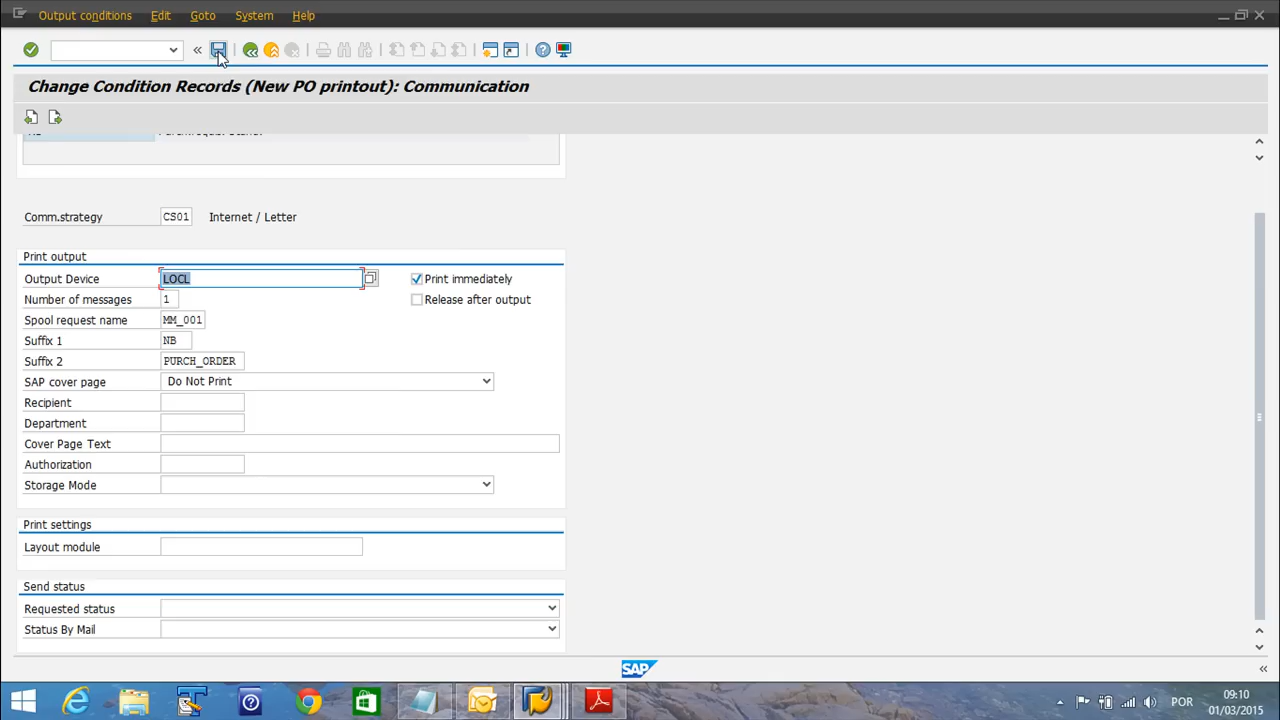 Output conditions Edit Goto System Help
«
Change Condition Records (New PO printout): Communication
Comm.strategy CS01 Internet / Letter
Print output
Output Device LOCL Print immediately
Number of messages 1 Release after output
Spool request name MM_001
Suffix 1 NB
Suffix 2 PURCH_ORDER
SAP cover page Do Not Print
Recipient
Department
Cover Page Text
Authorization
Storage Mode
Print settings
Layout module
Send status
Requested status
Status By Mail
SAP «
POR 09:10
01/03/2015